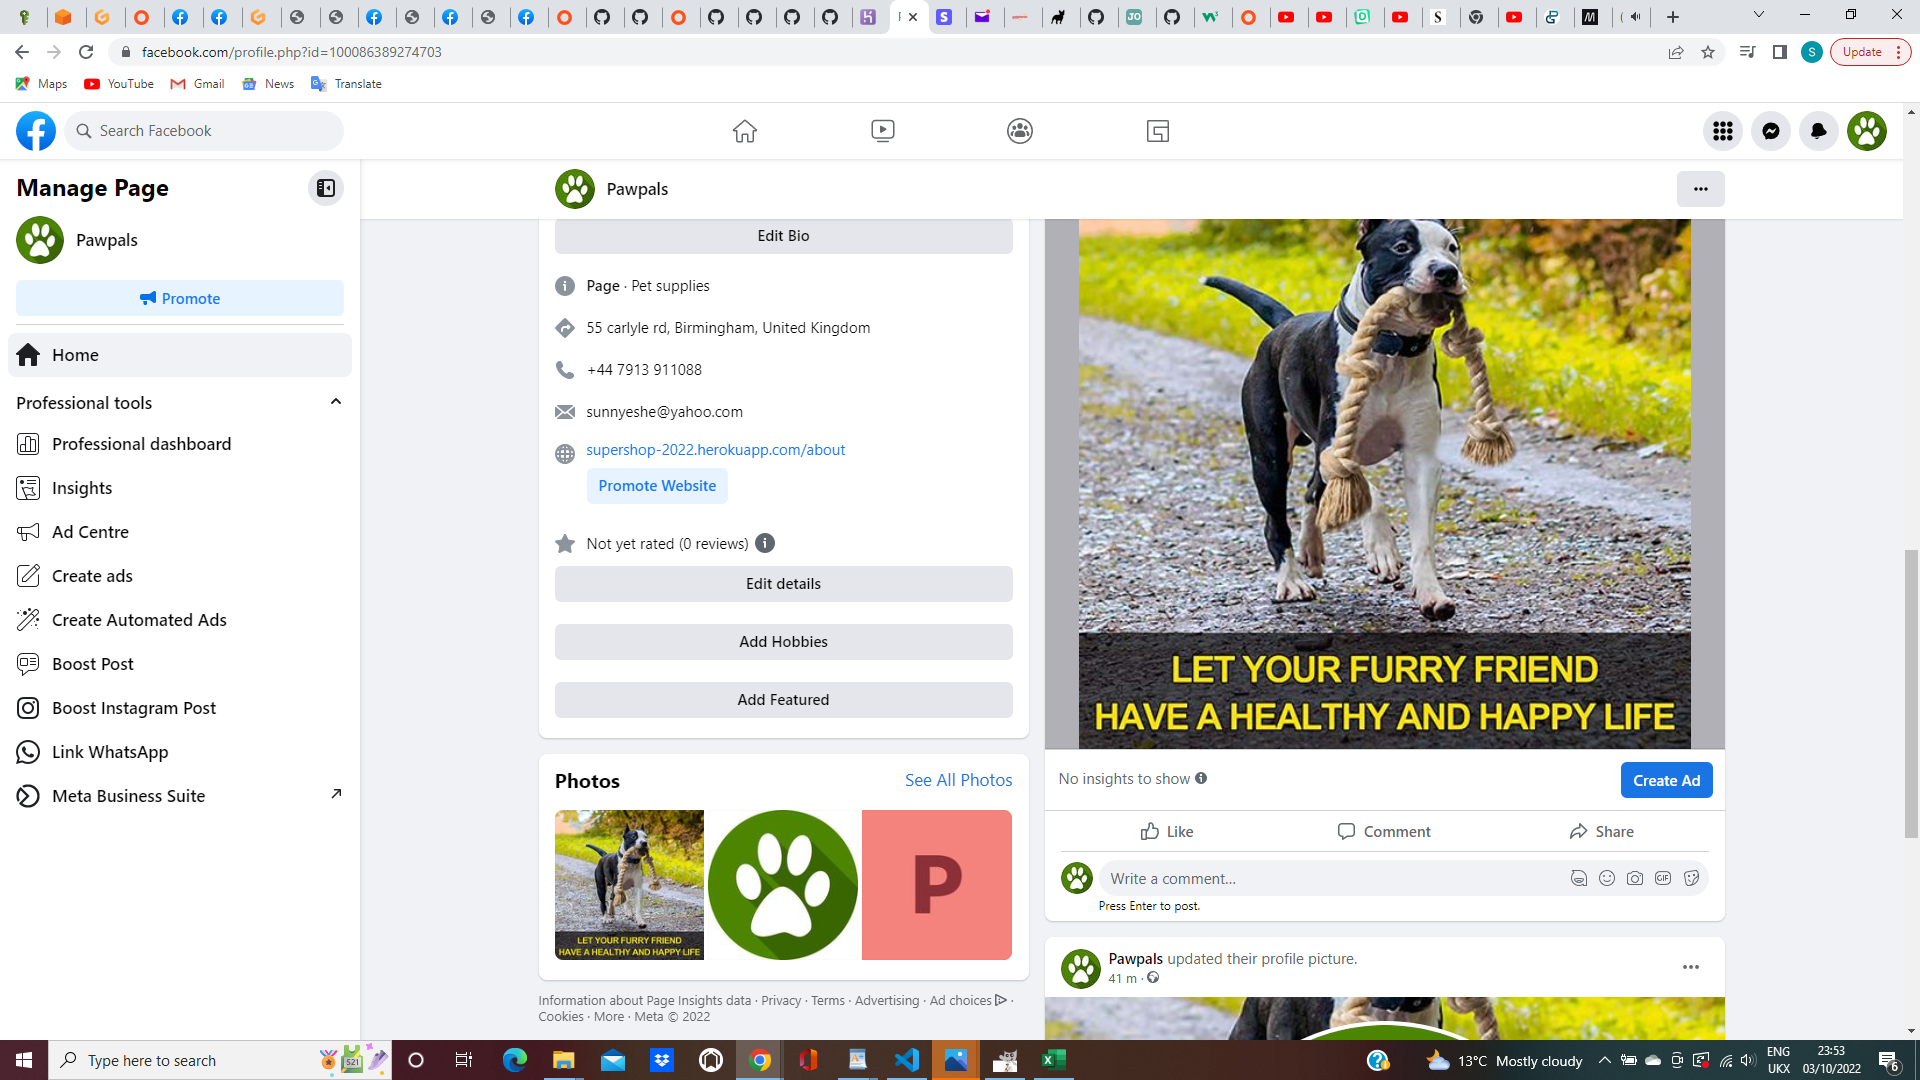 facebook.com/profile.php?id=100086389274703
Update
Maps
YouTube
Gmail
News
Translate
Search Facebook
Manage Page
Pawpals
Promote
Home
Professional tools
Professional dashboard
Insights
Ad Centre
Create ads
Create Automated Ads
Boost Post
Boost Instagram Post
Link WhatsApp
Meta Business Suite
Pawpals
Edit Bio
Page · Pet supplies
55 carlyle rd, Birmingham, United Kingdom
+44 7913 911088
sunnyeshe@yahoo.com
supershop-2022.herokuapp.com/about
Promote Website
Not yet rated (0 reviews)
Edit details
Add Hobbies
Add Featured
Photos
See All Photos
LET YOUR FURRY FRIEND
HAVE A HEALTHY AND HAPPY LIFE
P
Information about Page Insights data · Privacy · Terms · Advertising · Ad choices ·
Cookies · More · Meta © 2022
LET YOUR FURRY FRIEND
HAVE A HEALTHY AND HAPPY LIFE
No insights to show
Create Ad
Like
Comment
Share
Write a comment...
GIF
Press Enter to post.
Pawpals updated their profile picture.
41 m ·
Type here to search
13°C Mostly cloudy
ENG
UKX
23:53
03/10/2022
6